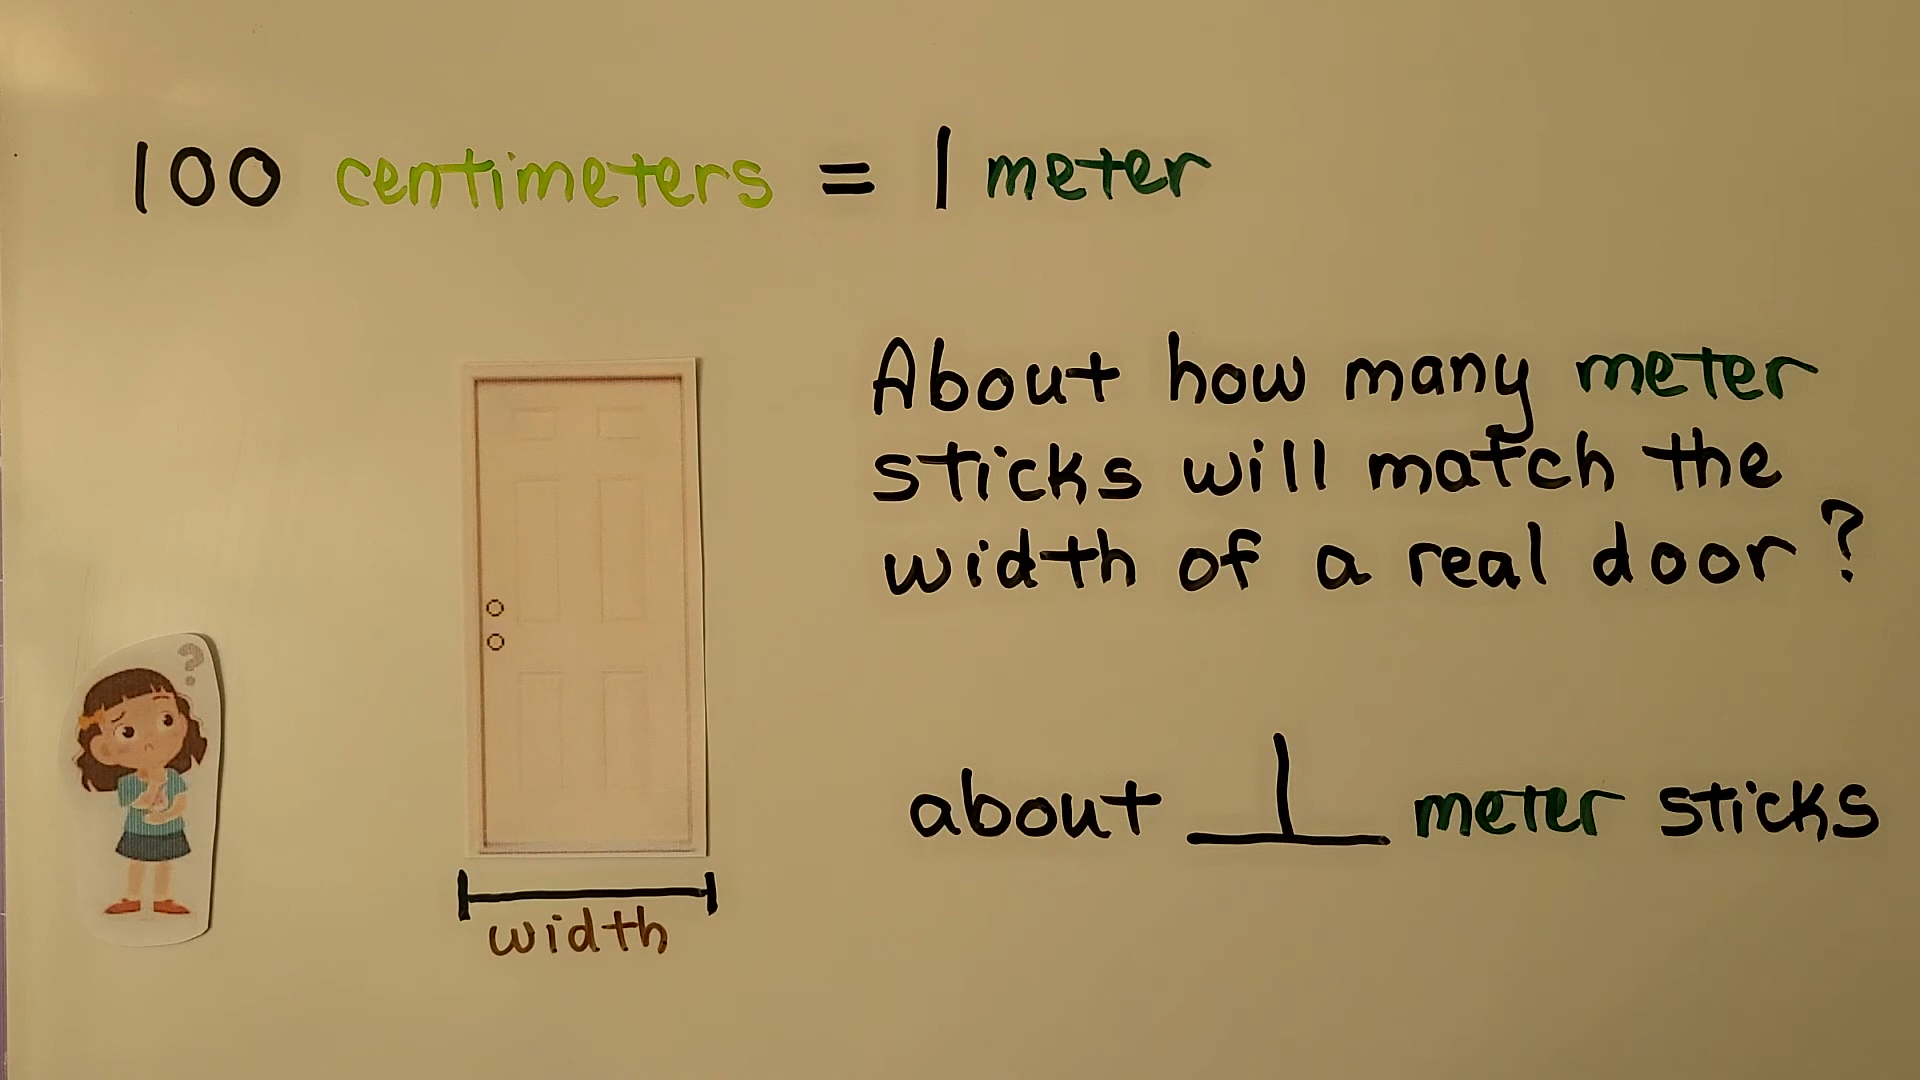 100 centimeters = 1 meter
About how many meter
sticks will match the
width of a real door?
?
about 1 meter sticks
width